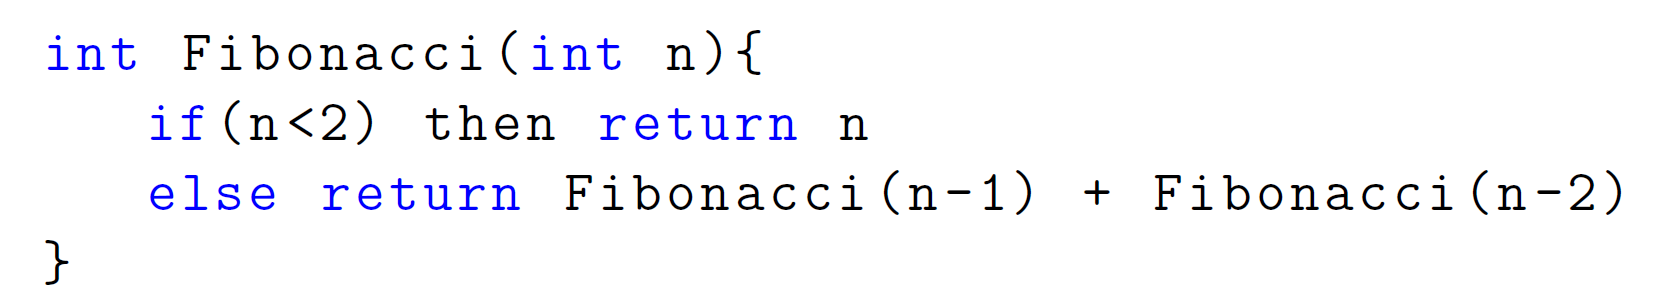 int Fibonacci(int n){
if(n<2) then return n
else return Fibonacci(n-1) + Fibonacci(n-2)
}